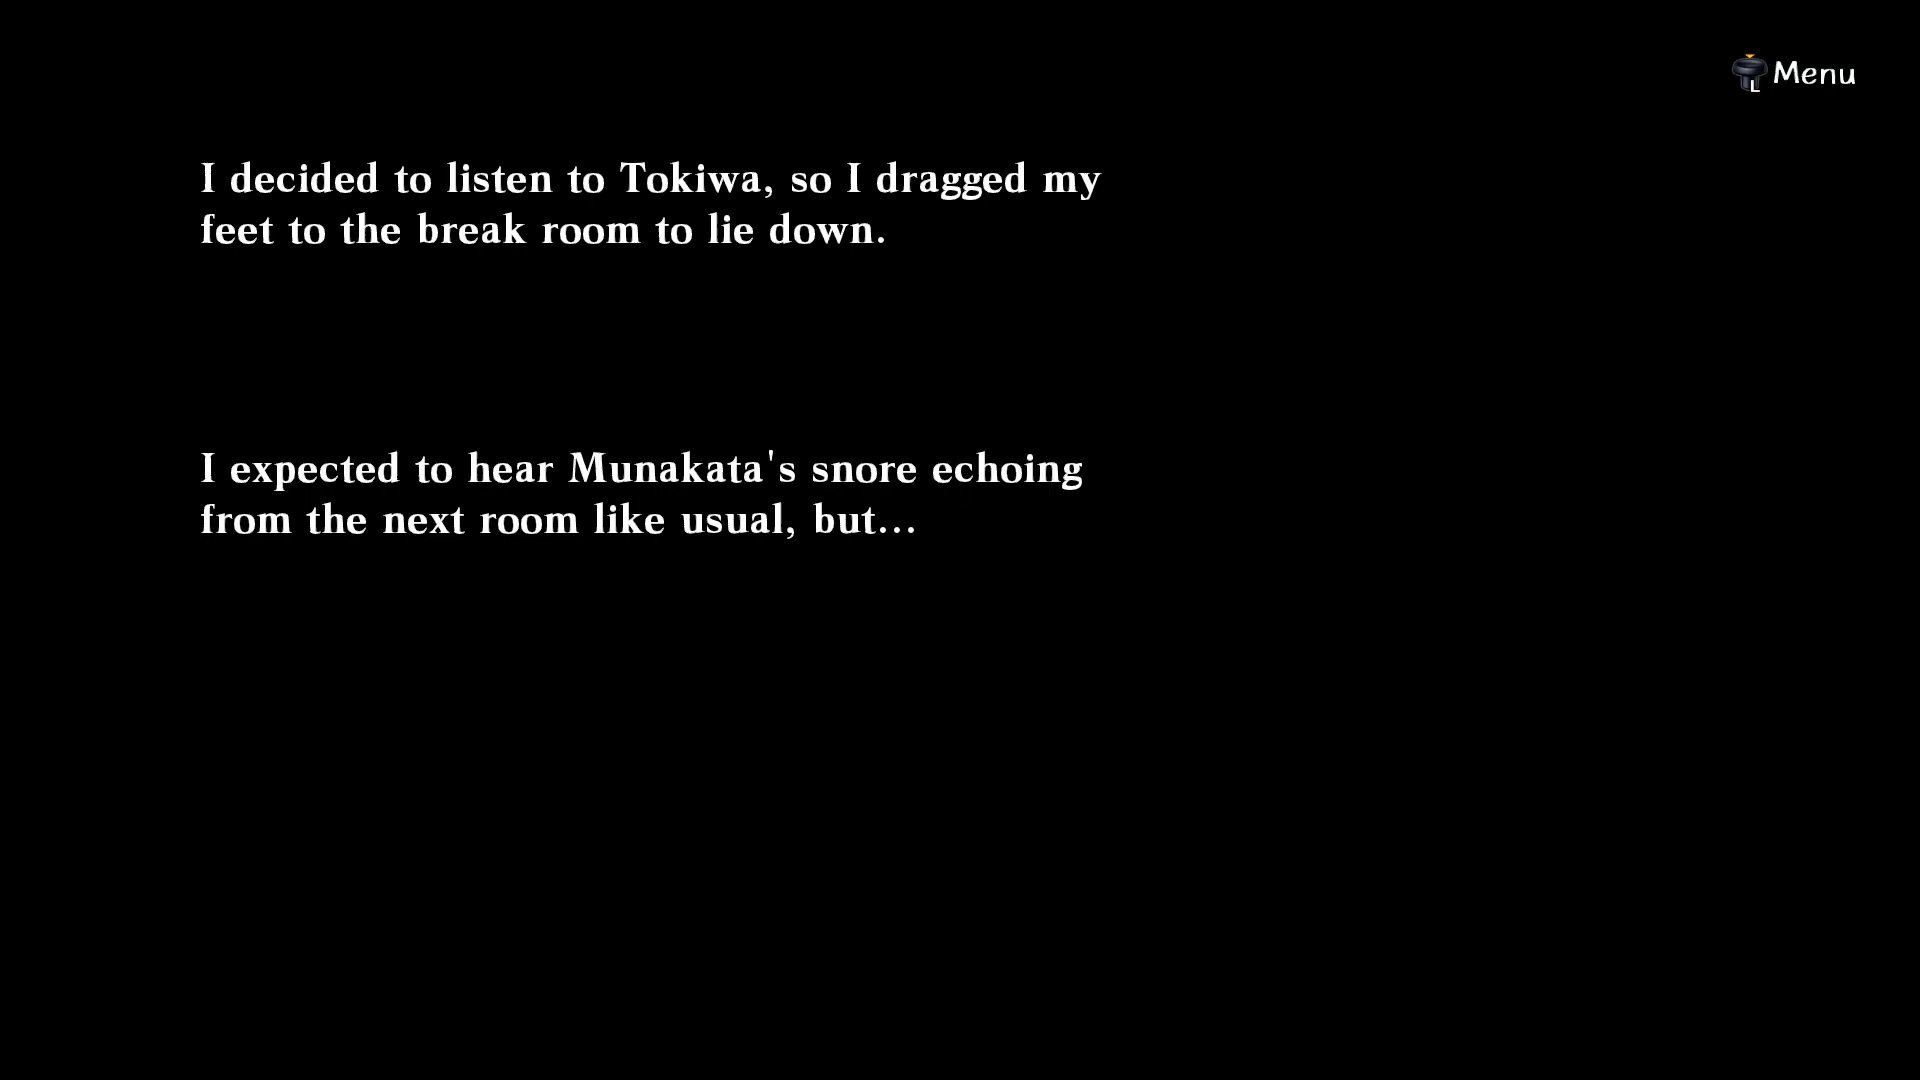 L Menu
I decided to listen to Tokiwa, so I dragged my
feet to the break room to lie down.
I expected to hear Munakata's snore echoing
from the next room like usual, but...